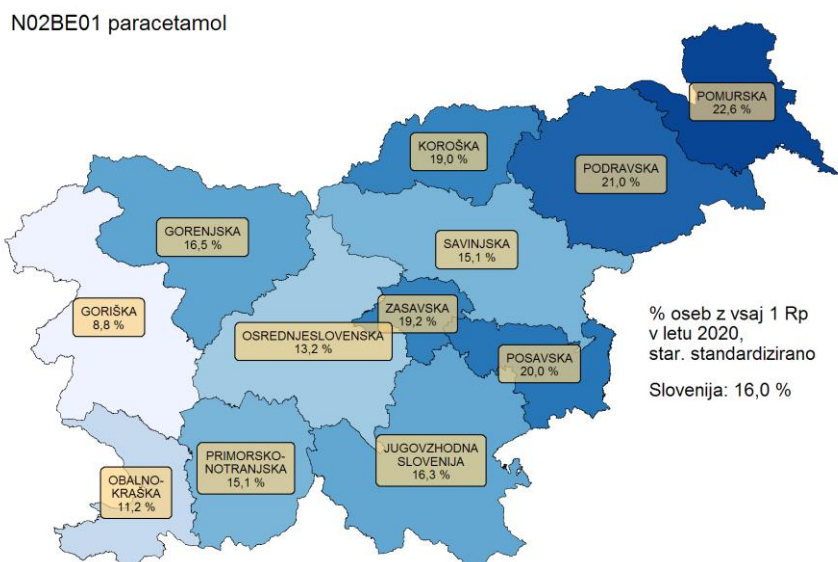 N02BE01 paracetamol
POMURSKA
22,6 %
KOROŠKA
19,0 %
PODRAVSKA
21,0 %
GORENJSKA
16,5 %
SAVINJSKA
15,1 %
GORIŠKA
8,8 %
ZASAVSKA
19,2 %
OSREDNJESLOVENSKA
13,2 %
POSAVSKA
20,0 %
% oseb z vsaj 1 Rp
v letu 2020,
star. standardizirano
Slovenija: 16,0 %
PRIMORSKO-
NOTRANJSKA
15,1 %
JUGOVZHODNA
SLOVENIJA
16,3 %
OBALNO-
KRAŠKA
11,2 %